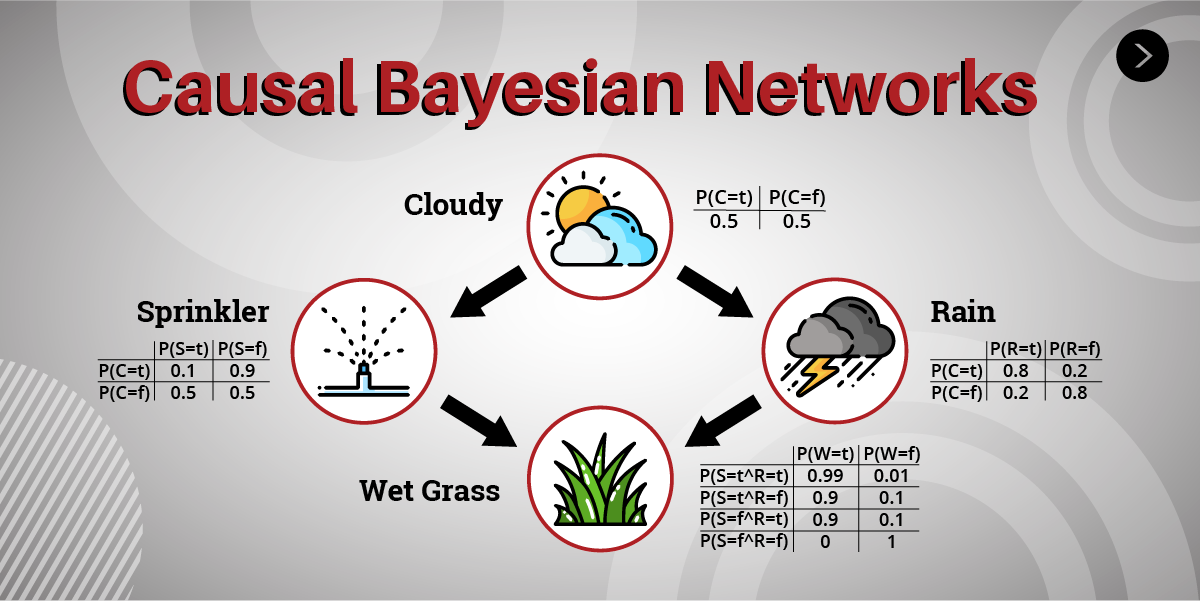 Causal Bayesian Networks
Cloudy
P(C=t) P(C=f)
0.5 0.5
Sprinkler
P(S=t) P(S=f)
P(C=t) 0.1 0.9
P(C=f) 0.5 0.5
Rain
P(R=t) P(R=f)
P(C=t) 0.8 0.2
P(C=f) 0.2 0.8
Wet Grass
P(W=t) P(W=f)
P(S=t^R=t) 0.99 0.01
P(S=t^R=f) 0.9 0.1
P(S=f^R=t) 0.9 0.1
P(S=f^R=f) 0 1